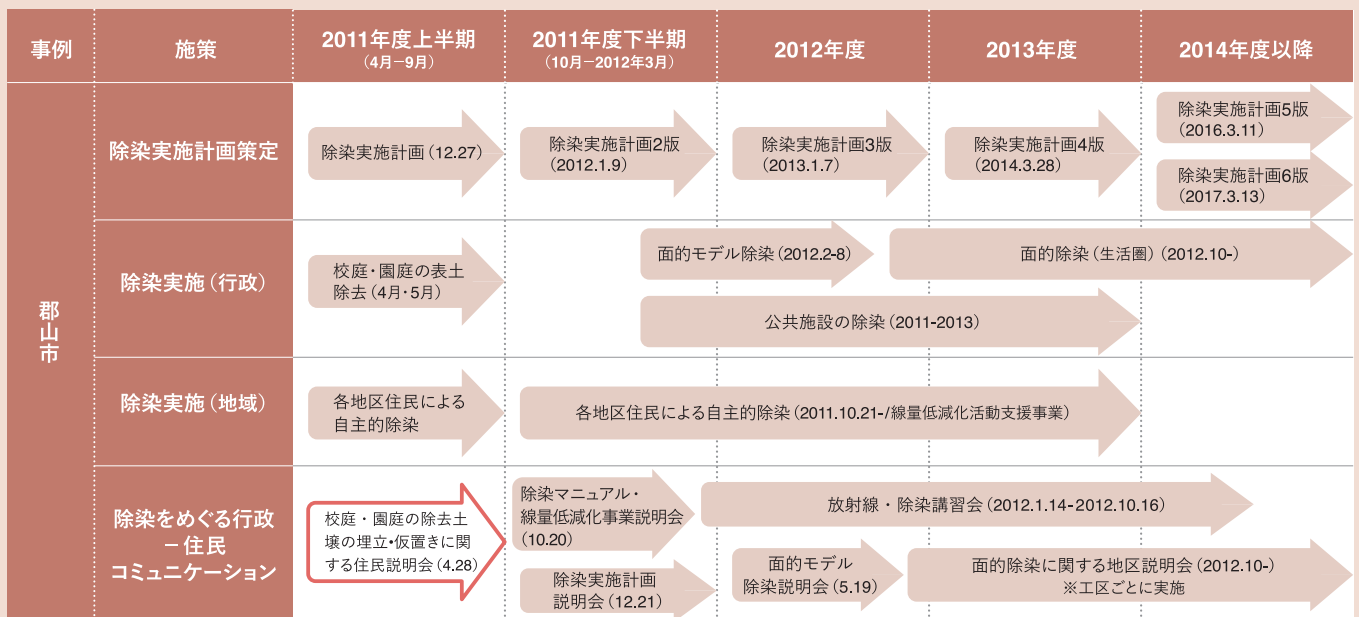 事例
施策
2011年度上半期
(4月−9月)
2011年度下半期
(10月−2012年3月)
2012年度
2013年度
2014年度以降
郡山市
除染実施計画策定
除染実施計画(12.27)
除染実施計画2版
(2012.1.9)
除染実施計画3版
(2013.1.7)
除染実施計画4版
(2014.3.28)
除染実施計画5版
(2016.3.11)
除染実施計画6版
(2017.3.13)
除染実施(行政)
校庭・園庭の表土
除去(4月・5月)
面的モデル除染(2012.2-8)
面的除染(生活圏)(2012.10-)
公共施設の除染(2011-2013)
除染実施(地域)
各地区住民による
自主的除染
各地区住民による自主的除染(2011.10.21-/線量低減化活動支援事業)
除染をめぐる行政
−住民
コミュニケーション
校庭・園庭の除去土
壌の埋立・仮置きに関
する住民説明会(4.28)
除染マニュアル・
線量低減化事業説明会
(10.20)
除染実施計画
説明会(12.21)
放射線・除染講習会(2012.1.14-2012.10.16)
面的モデル
除染説明会(5.19)
面的除染に関する地区説明会(2012.10-)
※工区ごとに実施